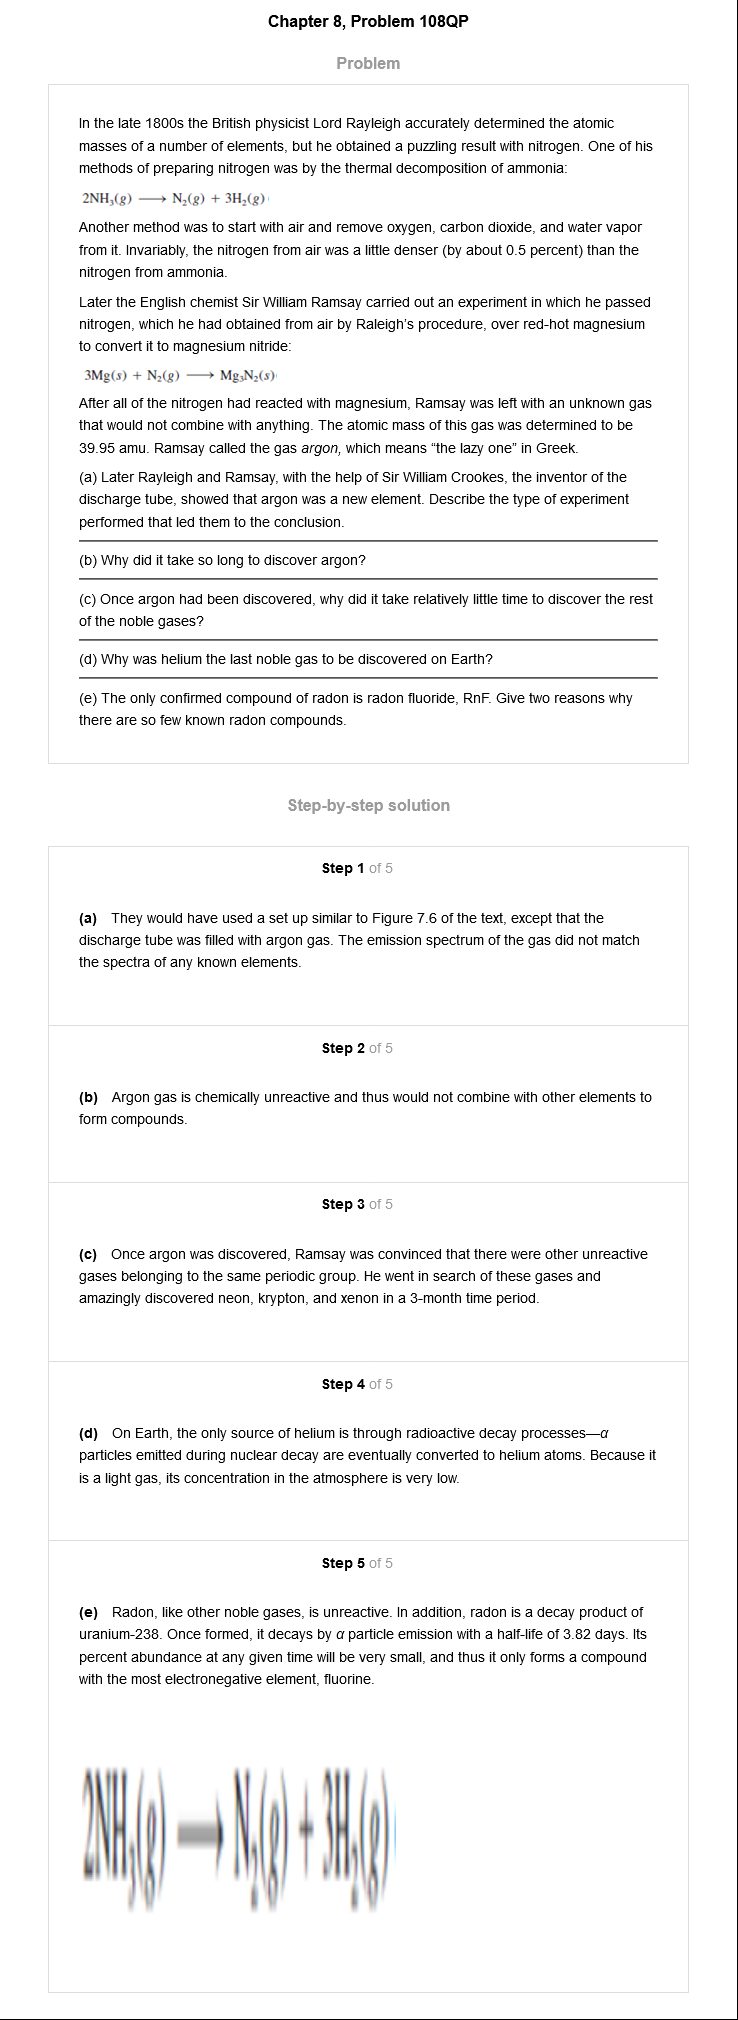 Chapter 8, Problem 108QP
Problem
In the late 1800s the British physicist Lord Rayleigh accurately determined the atomic
masses of a number of elements, but he obtained a puzzling result with nitrogen. One of his
methods of preparing nitrogen was by the thermal decomposition of ammonia:
2NH₃(g) ⟶ N₂(g) + 3H₂(g)
Another method was to start with air and remove oxygen, carbon dioxide, and water vapor
from it. Invariably, the nitrogen from air was a little denser (by about 0.5 percent) than the
nitrogen from ammonia.
Later the English chemist Sir William Ramsay carried out an experiment in which he passed
nitrogen, which he had obtained from air by Raleigh's procedure, over red-hot magnesium
to convert it to magnesium nitride:
3Mg(s) + N₂(g) ⟶ Mg₃N₂(s)
After all of the nitrogen had reacted with magnesium, Ramsay was left with an unknown gas
that would not combine with anything. The atomic mass of this gas was determined to be
39.95 amu. Ramsay called the gas argon, which means “the lazy one” in Greek.
(a) Later Rayleigh and Ramsay, with the help of Sir William Crookes, the inventor of the
discharge tube, showed that argon was a new element. Describe the type of experiment
performed that led them to the conclusion.
(b) Why did it take so long to discover argon?
(c) Once argon had been discovered, why did it take relatively little time to discover the rest
of the noble gases?
(d) Why was helium the last noble gas to be discovered on Earth?
(e) The only confirmed compound of radon is radon fluoride, RnF. Give two reasons why
there are so few known radon compounds.
Step-by-step solution
Step 1 of 5
(a) They would have used a set up similar to Figure 7.6 of the text, except that the
discharge tube was filled with argon gas. The emission spectrum of the gas did not match
the spectra of any known elements.
Step 2 of 5
(b) Argon gas is chemically unreactive and thus would not combine with other elements to
form compounds.
Step 3 of 5
(c) Once argon was discovered, Ramsay was convinced that there were other unreactive
gases belonging to the same periodic group. He went in search of these gases and
amazingly discovered neon, krypton, and xenon in a 3-month time period.
Step 4 of 5
(d) On Earth, the only source of helium is through radioactive decay processes—α
particles emitted during nuclear decay are eventually converted to helium atoms. Because it
is a light gas, its concentration in the atmosphere is very low.
Step 5 of 5
(e) Radon, like other noble gases, is unreactive. In addition, radon is a decay product of
uranium-238. Once formed, it decays by α particle emission with a half-life of 3.82 days. Its
percent abundance at any given time will be very small, and thus it only forms a compound
with the most electronegative element, fluorine.
2NH₃(g) ⟶ N₂(g) + 3H₂(g)